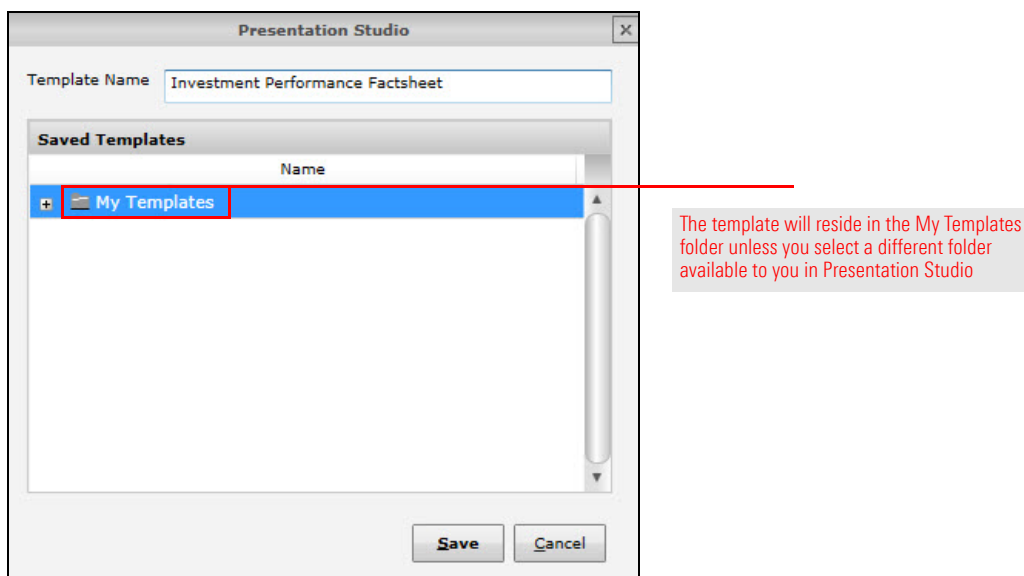 Presentation Studio
Template Name Investment Performance Factsheet
Saved Templates
Name
My Templates
The template will reside in the My Templates
folder unless you select a different folder
available to you in Presentation Studio
Save Cancel